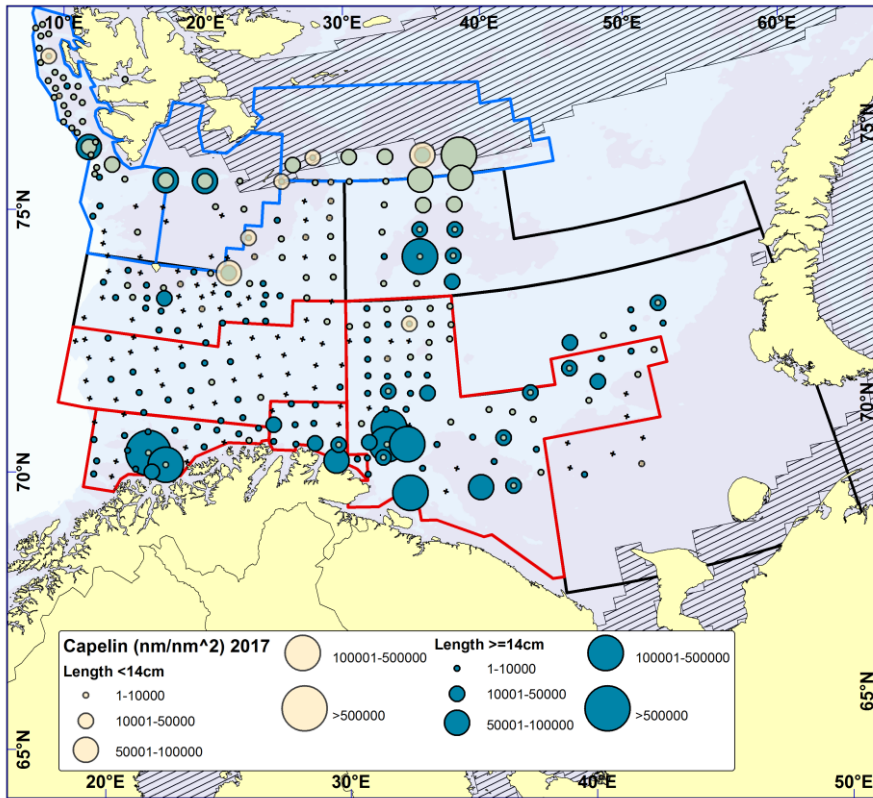 10°E 20°E 30°E 40°E 50°E 60°E
75°N
75°N
70°N
70°N
Capelin (nm/nm^2) 2017
Length <14cm
1-10000
10001-50000
50001-100000
100001-500000
>500000
Length >=14cm
1-10000
10001-50000
50001-100000
100001-500000
>500000
65°N
65°N
20°E 30°E 40°E 50°E